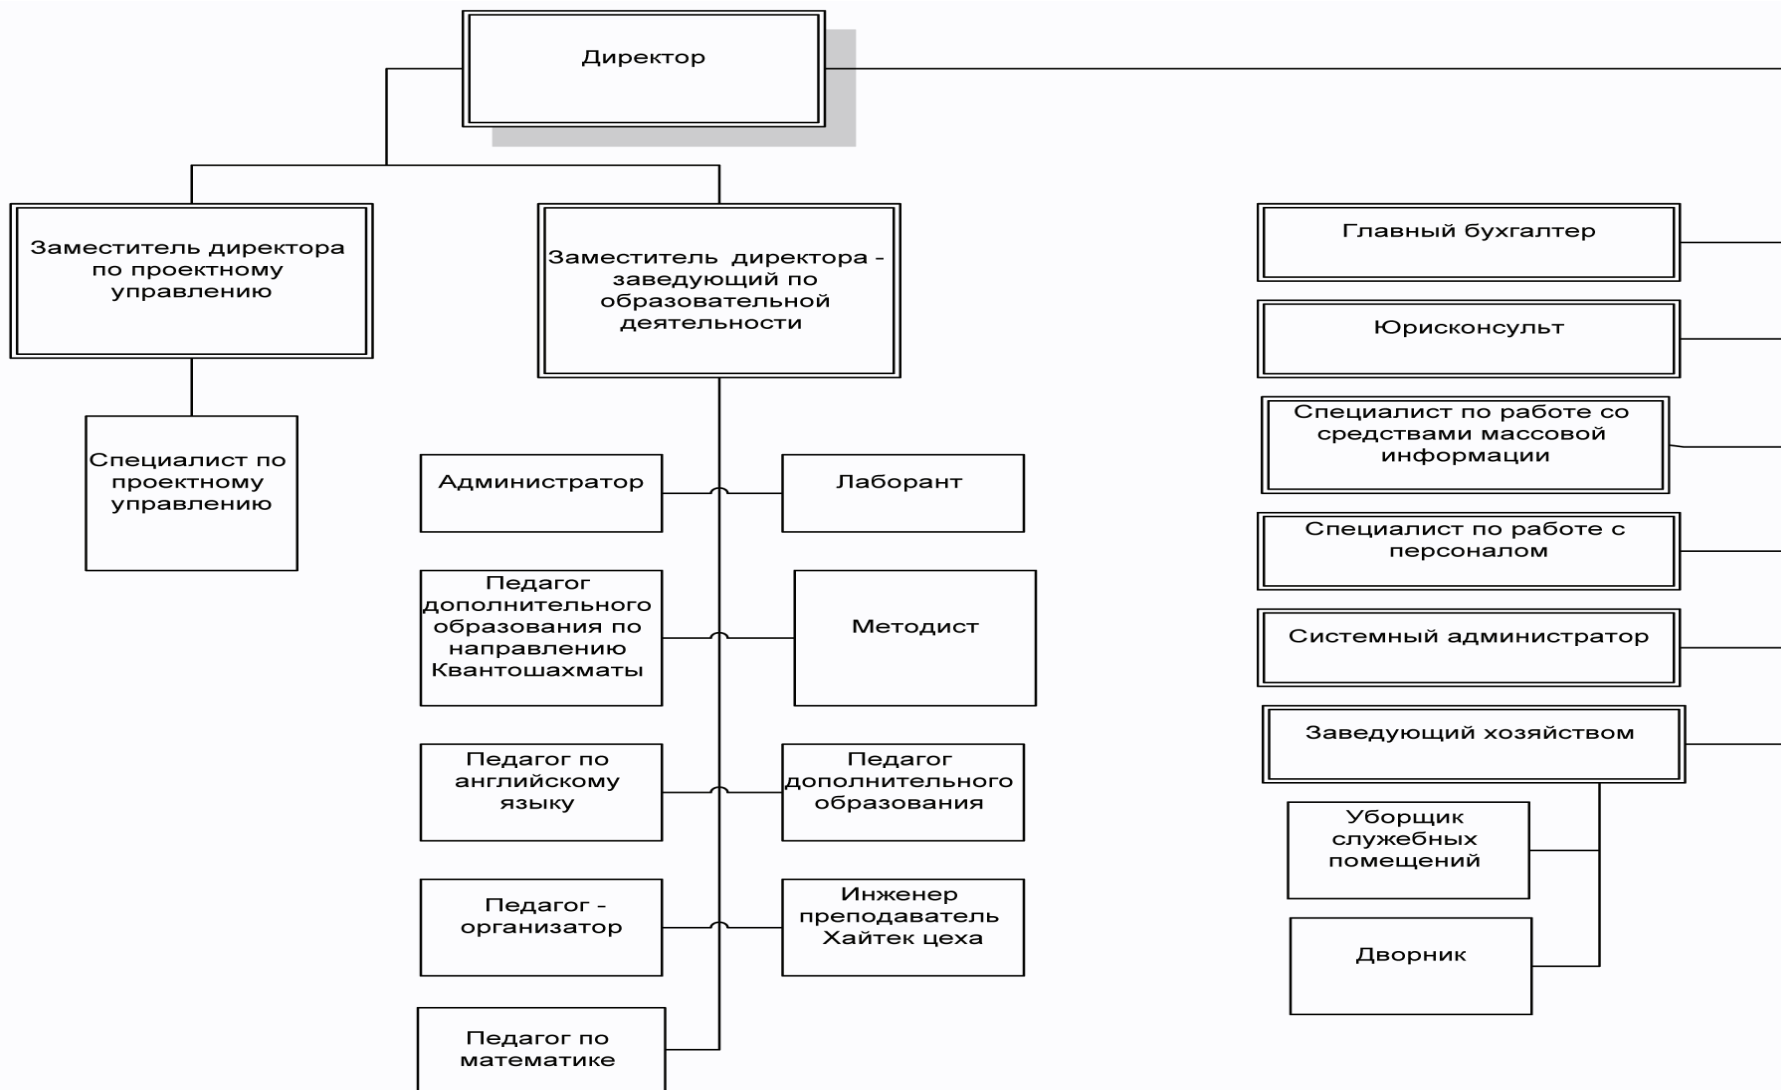 Директор
Заместитель директора
по проектному
управлению
Специалист по
проектному
управлению
Заместитель директора -
заведующий по
образовательной
деятельности
Администратор
Лаборант
Педагог
дополнительного
образования по
направлению
Квантошахматы
Методист
Педагог по
английскому
языку
Педагог
дополнительного
образования
Педагог -
организатор
Инженер
преподаватель
Хайтек цеха
Педагог по
математике
Главный бухгалтер
Юрисконсульт
Специалист по работе со
средствами массовой
информации
Специалист по работе с
персоналом
Системный администратор
Заведующий хозяйством
Уборщик
служебных
помещений
Дворник